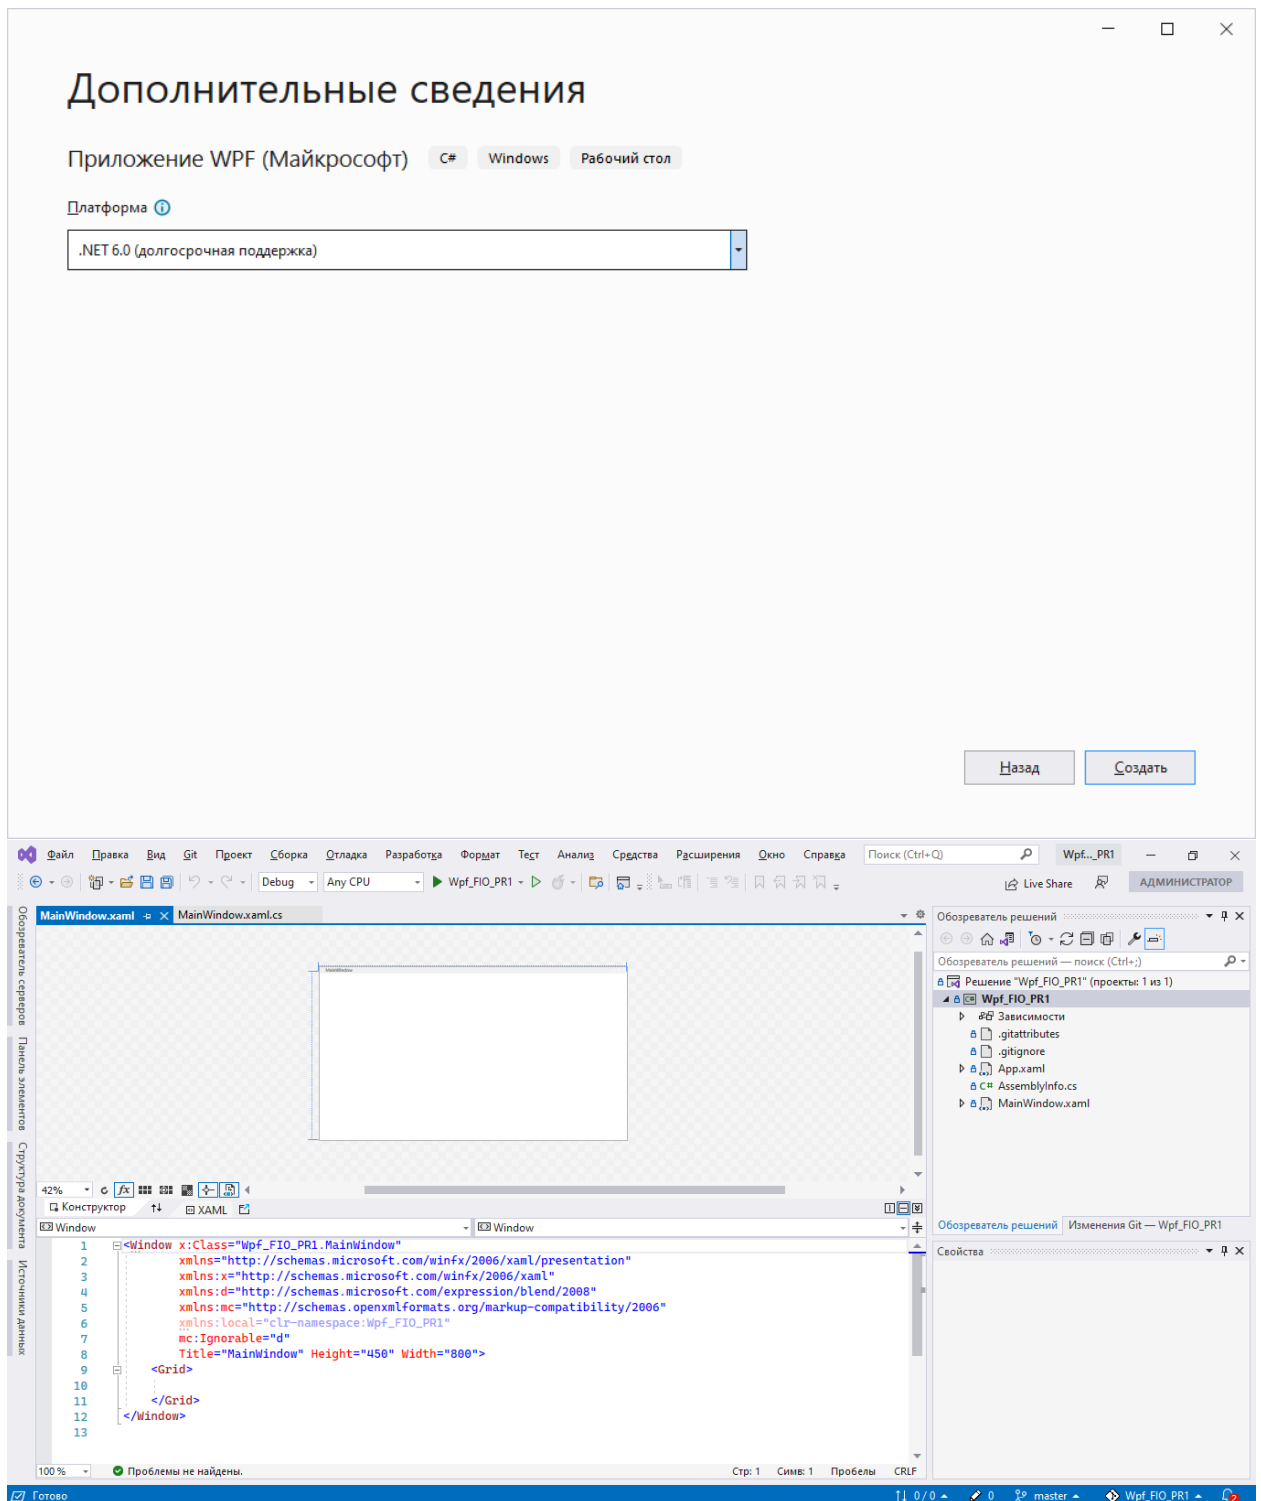 Дополнительные сведения
Приложение WPF (Майкрософт) C# Windows Рабочий стол
Платформа
.NET 6.0 (долгосрочная поддержка)
Назад Создать
Файл Правка Вид Git Проект Сборка Отладка Разработка Формат Тест Анализ Средства Расширения Окно Справка Поиск (Ctrl+Q) Wpf..._PR1
Debug Any CPU Wpf_FIO_PR1 Live Share АДМИНИСТРАТОР
Обозреватель серверов
Панель элементов
Структура документа
Источники данных
MainWindow.xaml MainWindow.xaml.cs
MainWindow
42%
Конструктор XAML
Window Window
1 <Window x:Class="Wpf_FIO_PR1.MainWindow"
2 xmlns="http://schemas.microsoft.com/winfx/2006/xaml/presentation"
3 xmlns:x="http://schemas.microsoft.com/winfx/2006/xaml"
4 xmlns:d="http://schemas.microsoft.com/expression/blend/2008"
5 xmlns:mc="http://schemas.openxmlformats.org/markup-compatibility/2006"
6 xmlns:local="clr-namespace:Wpf_FIO_PR1"
7 mc:Ignorable="d"
8 Title="MainWindow" Height="450" Width="800">
9 <Grid>
10
11 </Grid>
12 </Window>
13
100 % Проблемы не найдены. Стр: 1 Симв: 1 Пробелы CRLF
Обозреватель решений
Обозреватель решений — поиск (Ctrl+;)
Решение "Wpf_FIO_PR1" (проекты: 1 из 1)
Wpf_FIO_PR1
Зависимости
.gitattributes
.gitignore
App.xaml
C# AssemblyInfo.cs
MainWindow.xaml
Обозреватель решений Изменения Git — Wpf_FIO_PR1
Свойства
Готово 0 / 0 0 master Wpf_FIO_PR1 2